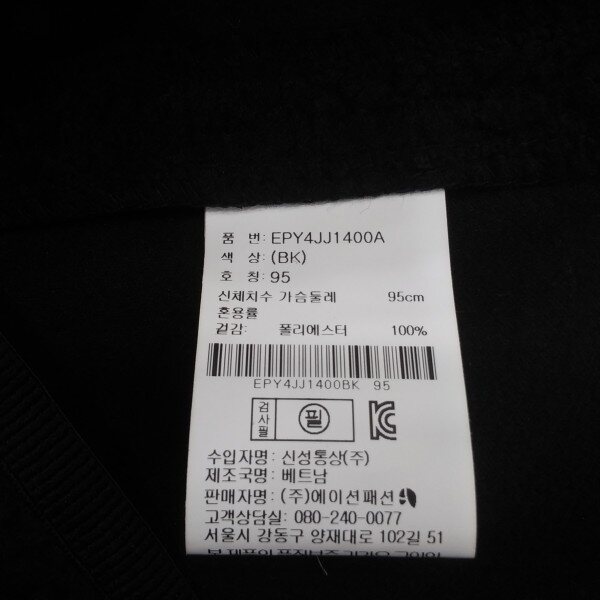 품 번: EPY4JJ1400A
색 상: (BK)
호 칭: 95
신체치수 가슴둘레 95cm
혼용률
겉감: 폴리에스터 100%
EPY4JJ1400BK 95
검사필 필
수입자명: 신성통상(주)
제조국명: 베트남
판매자명: (주)에이션패션
고객상담실: 080-240-0077
서울시 강동구 양재대로 102길 51
본 제품의